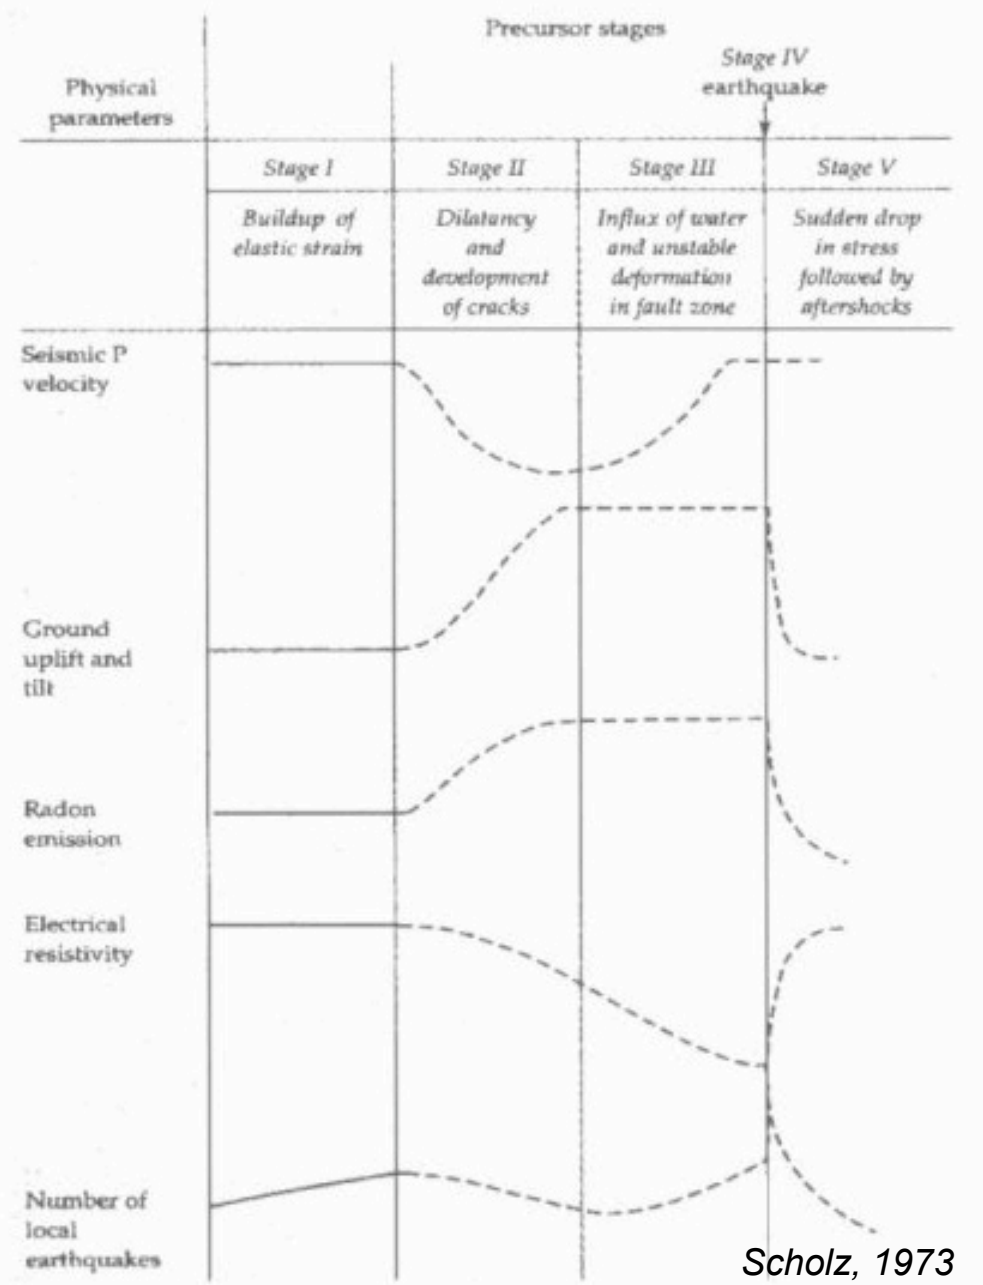 Precursor stages
Stage IV
earthquake
Physical
parameters
Stage I
Stage II
Stage III
Stage V
Buildup of
elastic strain
Dilatancy
and
development
of cracks
Influx of water
and unstable
deformation
in fault zone
Sudden drop
in stress
followed by
aftershocks
Seismic P
velocity
Ground
uplift and
tilt
Radon
emission
Electrical
resistivity
Number of
local
earthquakes
Scholz, 1973